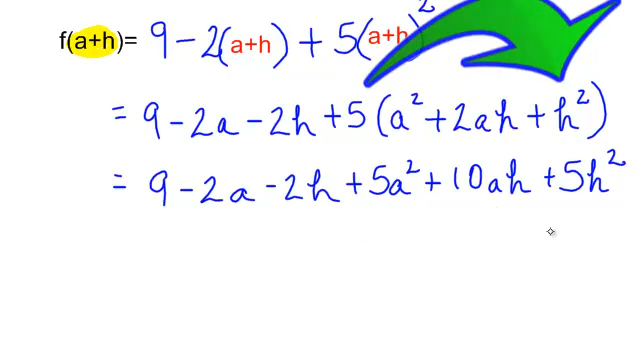 f(a+h)= 9 - 2(a+h) + 5(a+h)²
= 9 - 2a - 2h + 5(a² + 2ah + h²)
= 9 - 2a - 2h + 5a² + 10ah + 5h²